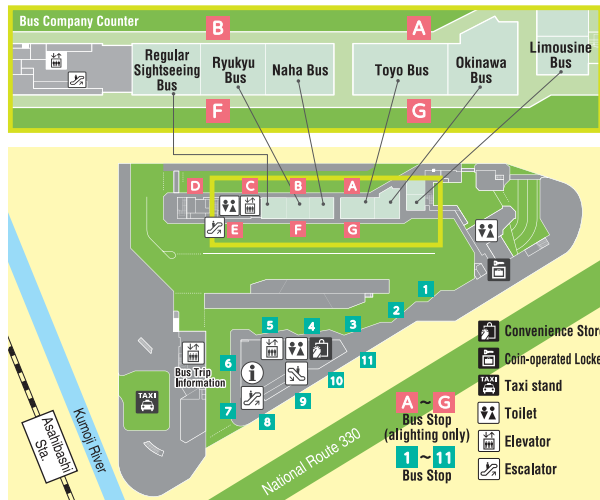 Bus Company Counter
B
A
Regular
Sightseeing
Bus
Ryukyu
Bus
Naha Bus
Toyo Bus
Okinawa
Bus
Limousine
Bus
F
G
D
C
B
A
E
F
G
1
2
3
4
5
6
7
8
9
10
11
Bus Trip
Information
TAXI
Asahibashi
Sta.
Kumoji River
National Route 330
A ~ G
Bus Stop
(alighting only)
1 ~ 11
Bus Stop
Convenience Store
Coin-operated Locke
TAXI
Taxi stand
Toilet
Elevator
Escalator